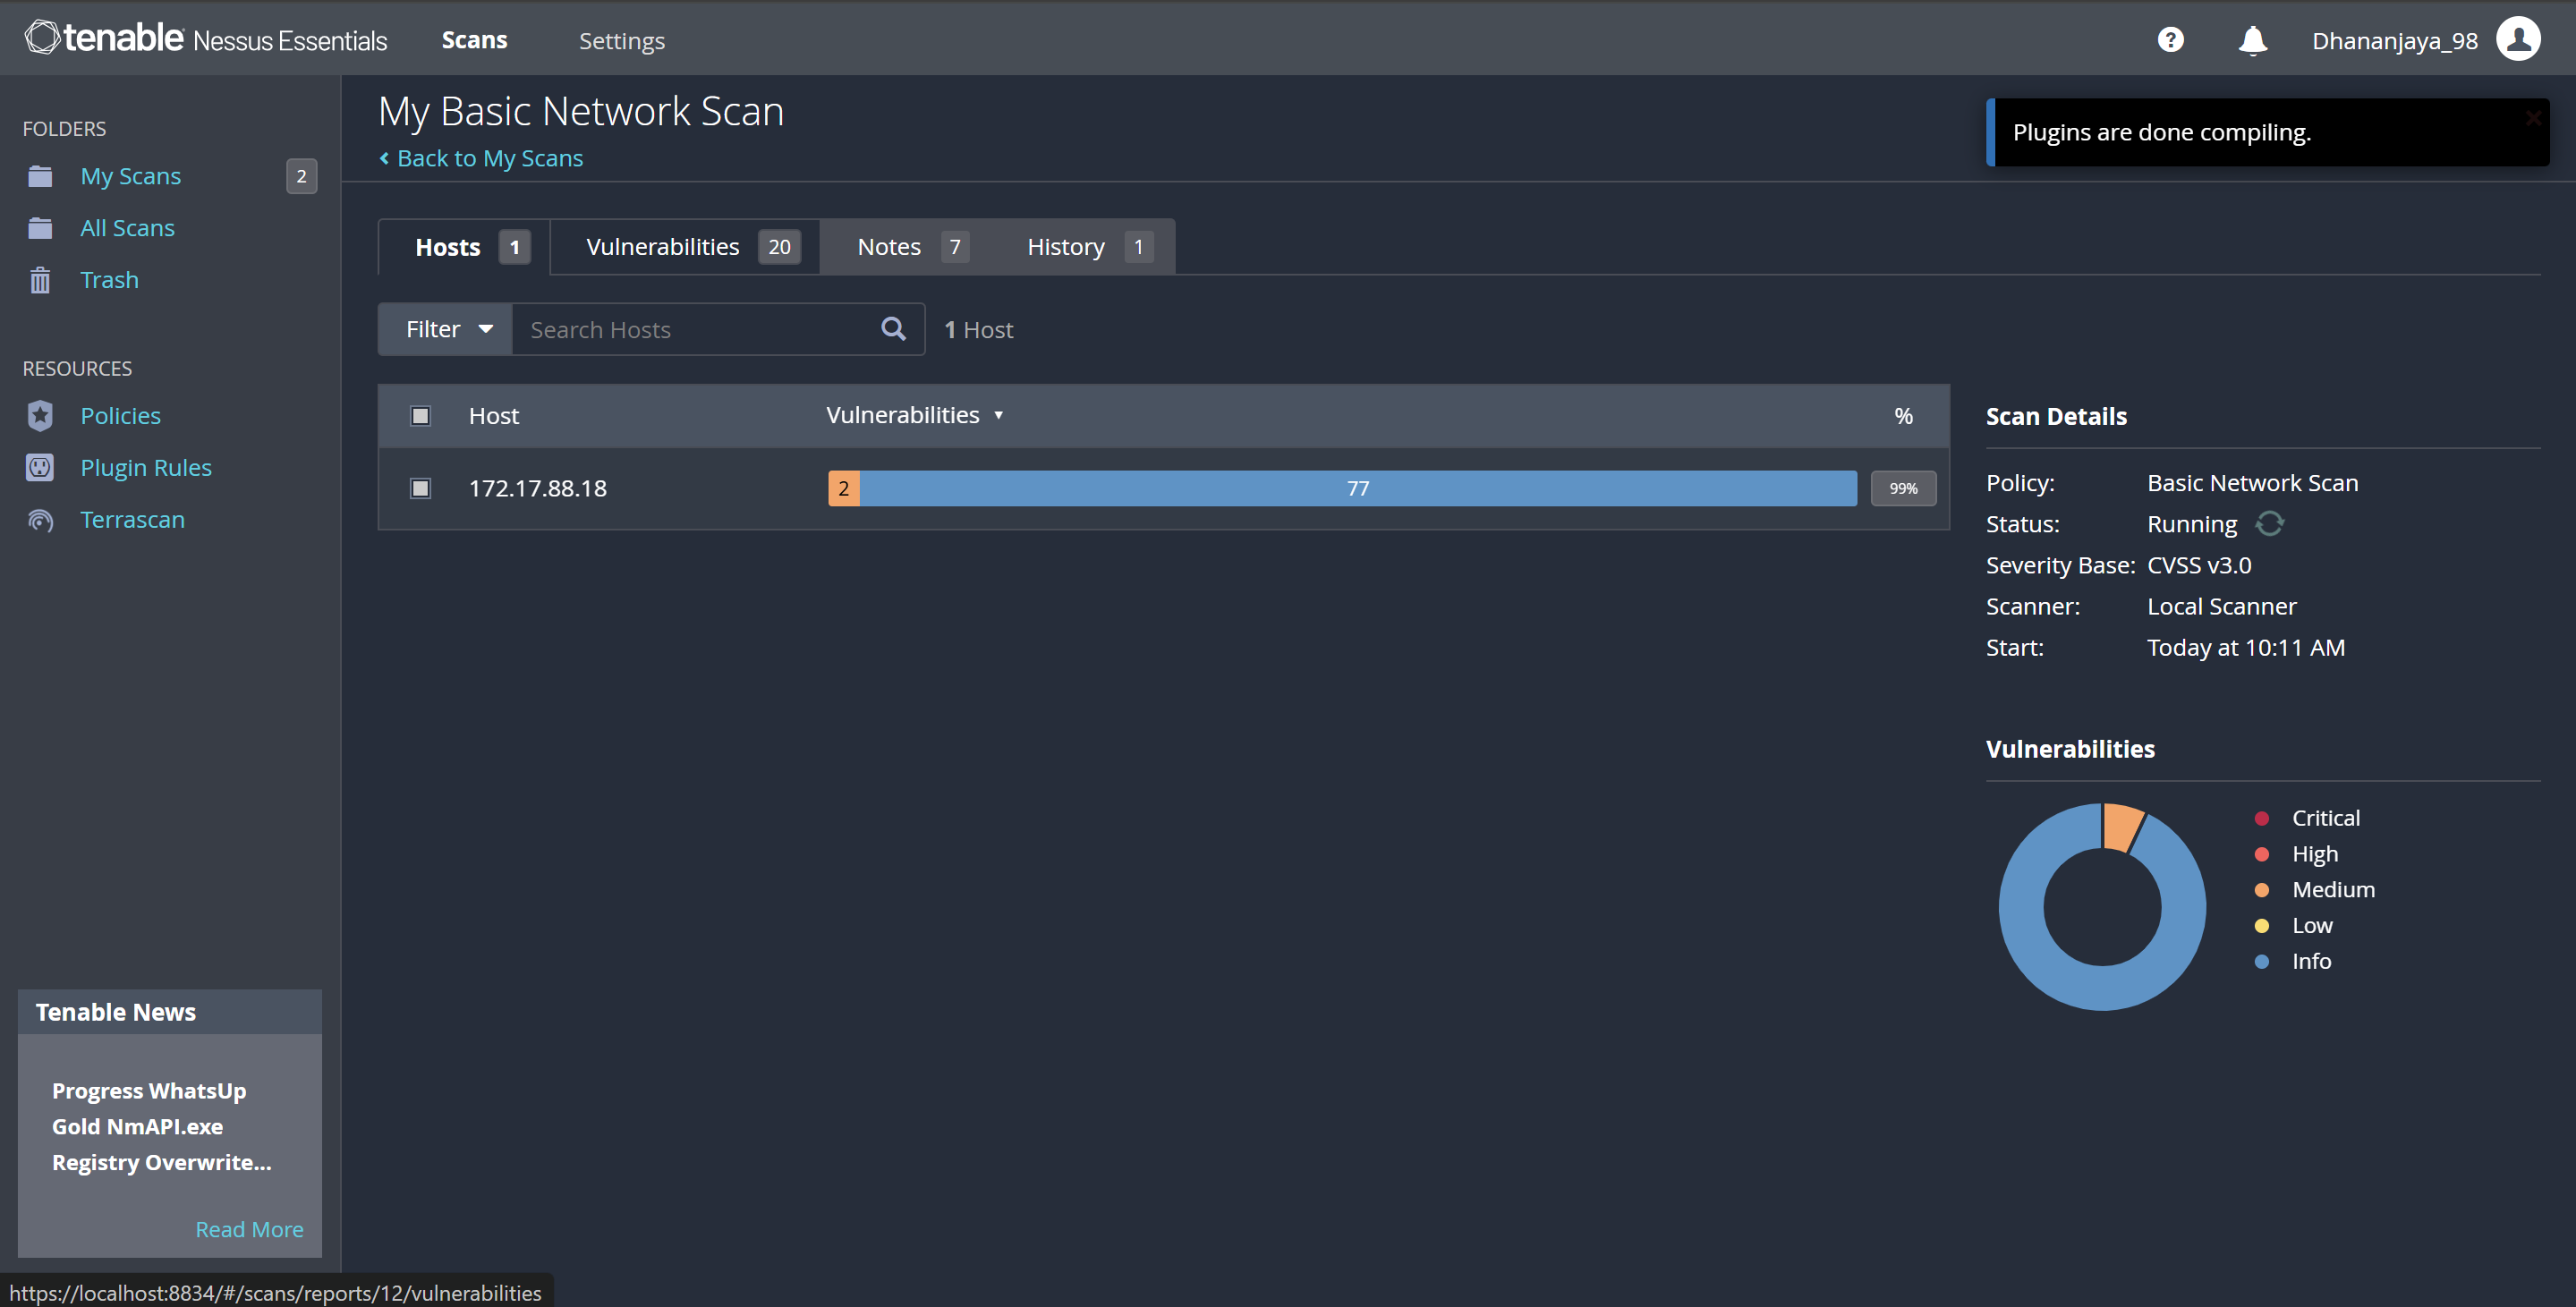 tenable Nessus Essentials
Scans
Settings
?
Dhananjaya_98
FOLDERS
My Scans 2
All Scans
Trash
RESOURCES
Policies
Plugin Rules
Terrascan
Tenable News
Progress WhatsUp
Gold NmAPI.exe
Registry Overwrite...
Read More
My Basic Network Scan
Back to My Scans
Plugins are done compiling.
Hosts 1
Vulnerabilities 20
Notes 7
History 1
Filter
Search Hosts
1 Host
Host Vulnerabilities %
172.17.88.18 2 77 99%
Scan Details
Policy: Basic Network Scan
Status: Running
Severity Base: CVSS v3.0
Scanner: Local Scanner
Start: Today at 10:11 AM
Vulnerabilities
Critical
High
Medium
Low
Info
https://localhost:8834/#/scans/reports/12/vulnerabilities